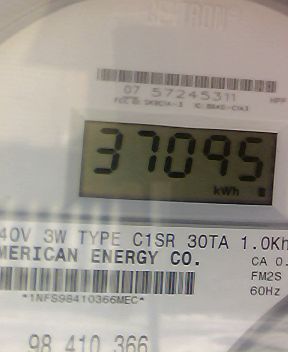 07 57245311
37095
kWh
40V 3W TYPE C1SR 30TA 1.0Kh
MERICAN ENERGY CO.
CA 0.
FM2S
60Hz
*1NFS98410366MEC*
98 410 366